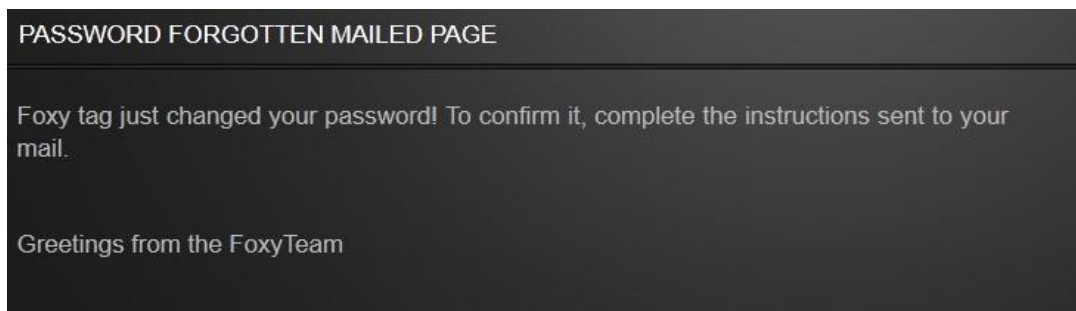 PASSWORD FORGOTTEN MAILED PAGE
Foxy tag just changed your password! To confirm it, complete the instructions sent to your
mail.
Greetings from the FoxyTeam